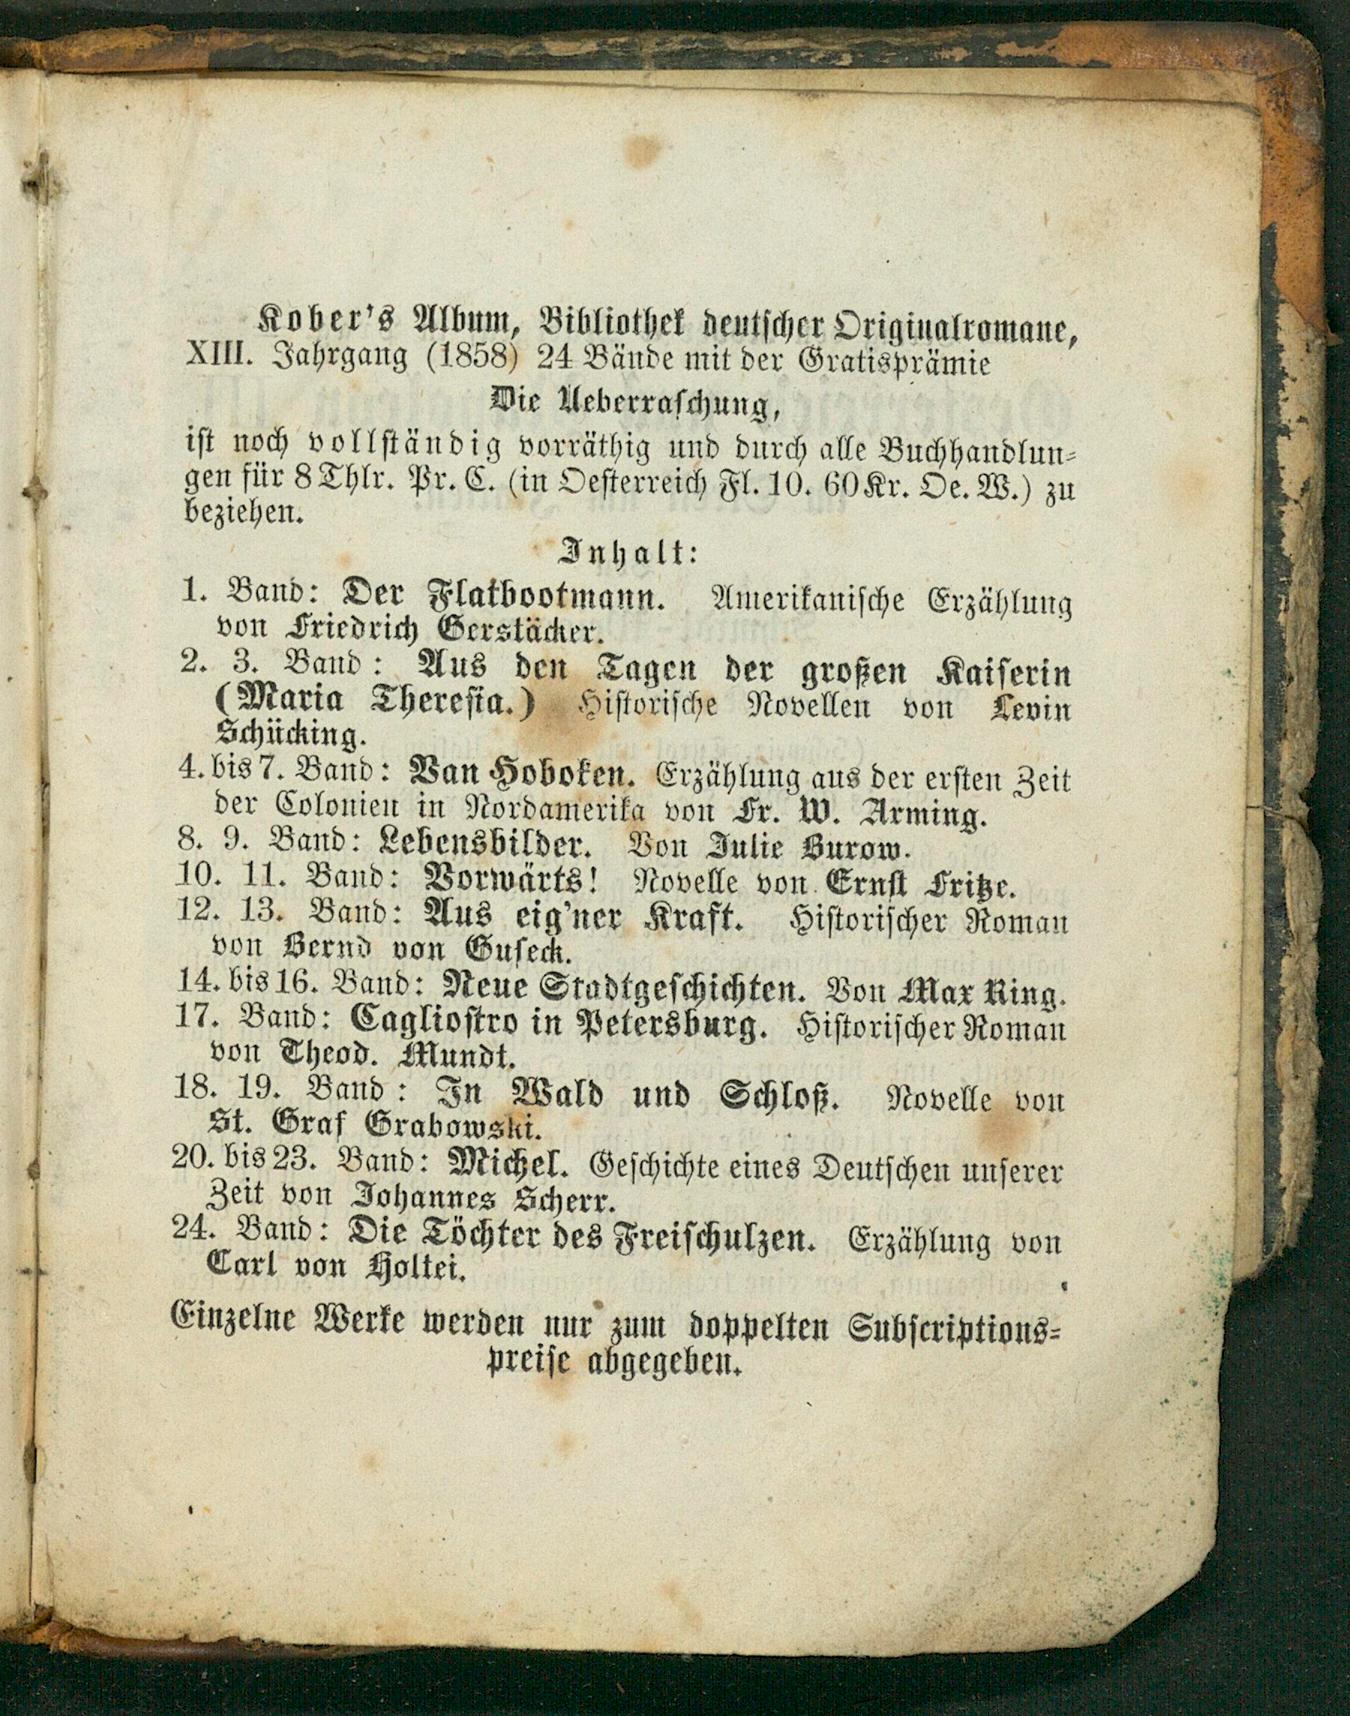 Kober's Album, Bibliothek deutscher Originalromane,
XIII. Jahrgang (1858) 24 Bände mit der Gratisprämie
Die Ueberraschung,
ist noch vollständig vorräthig und durch alle Buchhandlun-
gen für 8 Thlr. Pr. C. (in Oesterreich Fl. 10. 60 Kr. Oe. W.) zu
beziehen.
Inhalt:
1. Band: Der Flatbootmann. Amerikanische Erzählung
von Friedrich Gerstäcker.
2. 3. Band: Aus den Tagen der großen Kaiserin
(Maria Theresia.) Historische Novellen von Levin
Schücking.
4. bis 7. Band: Van Hoboken. Erzählung aus der ersten Zeit
der Colonien in Nordamerika von Fr. W. Arming.
8. 9. Band: Lebensbilder. Von Julie Burow.
10. 11. Band: Vorwärts! Novelle von Ernst Fritze.
12. 13. Band: Aus eig'ner Kraft. Historischer Roman
von Bernd von Guseck.
14. bis 16. Band: Neue Stadtgeschichten. Von Max Ring.
17. Band: Cagliostro in Petersburg. Historischer Roman
von Theod. Mundt.
18. 19. Band: In Wald und Schloß. Novelle von
St. Graf Grabowski.
20. bis 23. Band: Michel. Geschichte eines Deutschen unserer
Zeit von Johannes Scherr.
24. Band: Die Töchter des Freischulzen. Erzählung von
Carl von Holtei.
Einzelne Werke werden nur zum doppelten Subscriptions-
preise abgegeben.